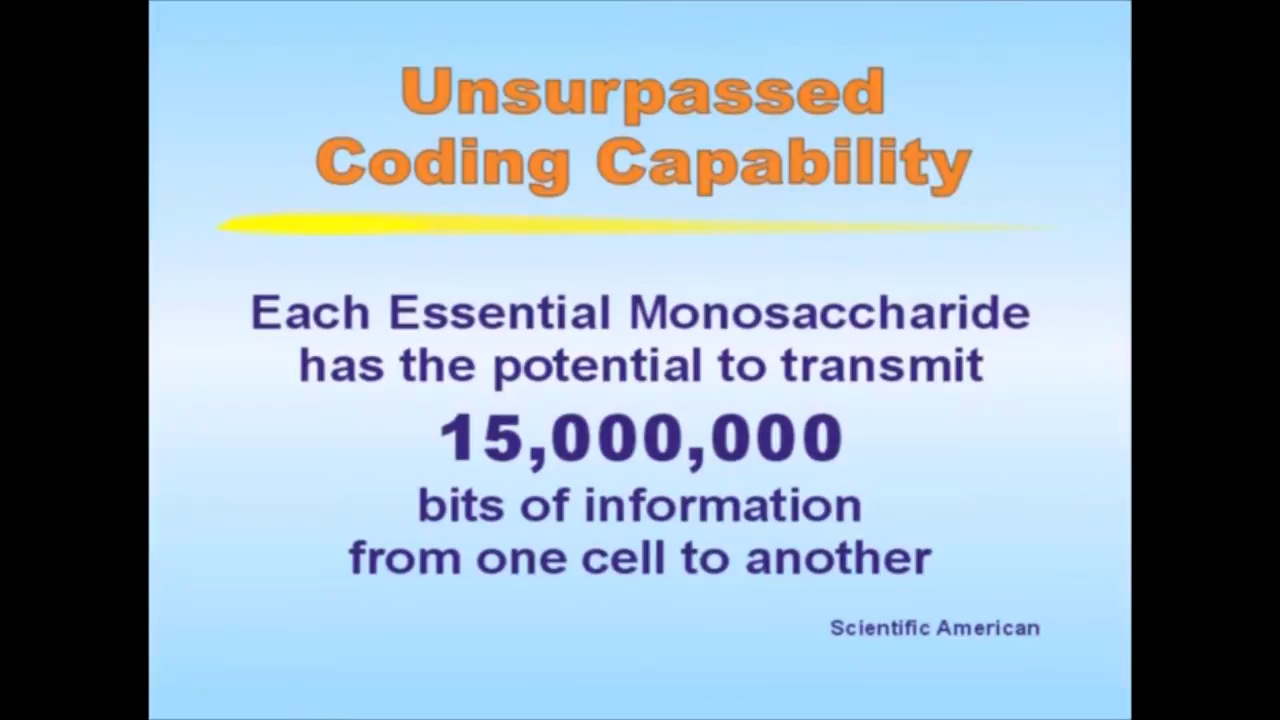 Unsurpassed
Coding Capability
Each Essential Monosaccharide
has the potential to transmit
15,000,000
bits of information
from one cell to another
Scientific American